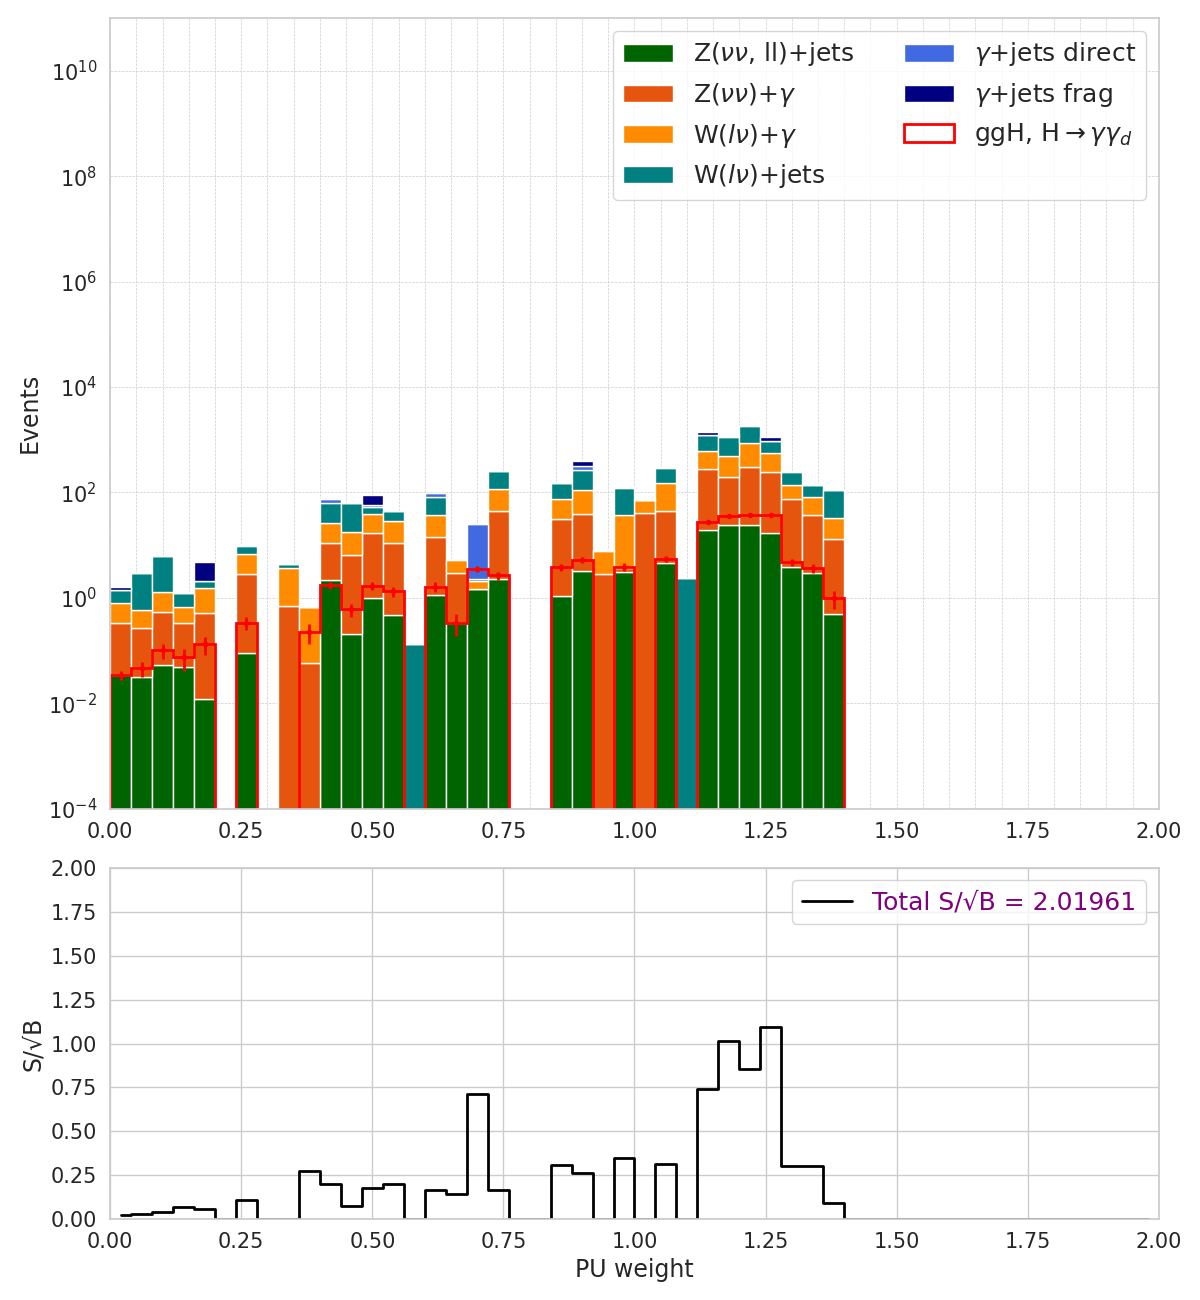 Z(νν, ll)+jets
Z(νν)+γ
W(lν)+γ
W(lν)+jets
γ+jets direct
γ+jets frag
ggH, H→γγ_d
Events
10^10
10^8
10^6
10^4
10^2
10^0
10^−2
10^−4
0.00 0.25 0.50 0.75 1.00 1.25 1.50 1.75 2.00
Total S/√B = 2.01961
S/√B
2.00
1.75
1.50
1.25
1.00
0.75
0.50
0.25
0.00
0.00 0.25 0.50 0.75 1.00 1.25 1.50 1.75 2.00
PU weight